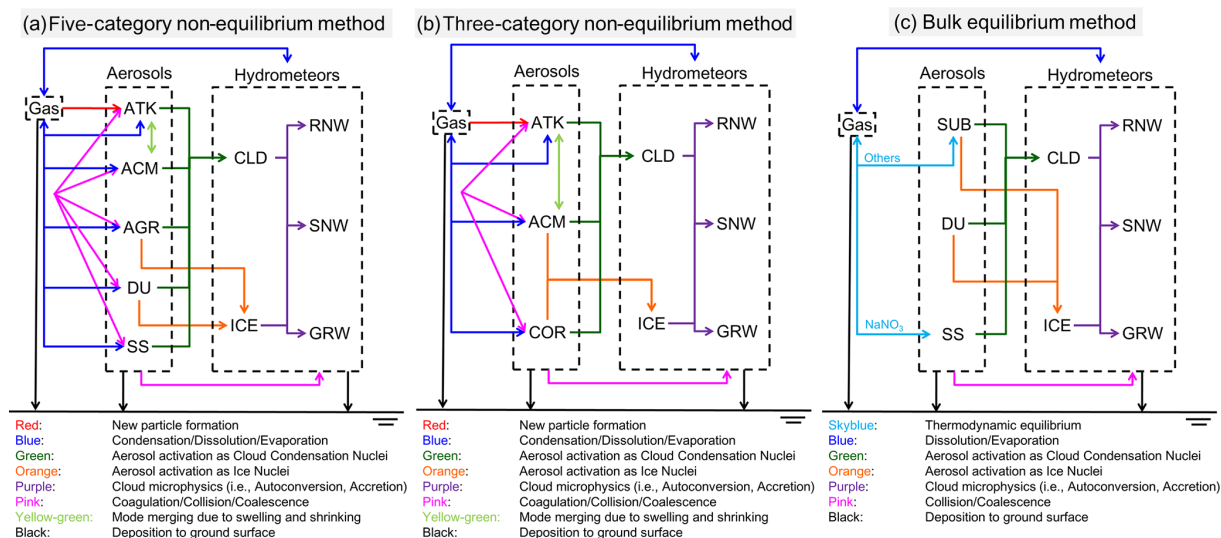 (a) Five-category non-equilibrium method
Aerosols
Hydrometeors
Gas
ATK
ACM
AGR
DU
SS
CLD
ICE
RNW
SNW
GRW
Red: New particle formation
Blue: Condensation/Dissolution/Evaporation
Green: Aerosol activation as Cloud Condensation Nuclei
Orange: Aerosol activation as Ice Nuclei
Purple: Cloud microphysics (i.e., Autoconversion, Accretion)
Pink: Coagulation/Collision/Coalescence
Yellow-green: Mode merging due to swelling and shrinking
Black: Deposition to ground surface
(b) Three-category non-equilibrium method
Aerosols
Hydrometeors
Gas
ATK
ACM
COR
CLD
ICE
RNW
SNW
GRW
Red: New particle formation
Blue: Condensation/Dissolution/Evaporation
Green: Aerosol activation as Cloud Condensation Nuclei
Orange: Aerosol activation as Ice Nuclei
Purple: Cloud microphysics (i.e., Autoconversion, Accretion)
Pink: Coagulation/Collision/Coalescence
Yellow-green: Mode merging due to swelling and shrinking
Black: Deposition to ground surface
(c) Bulk equilibrium method
Aerosols
Hydrometeors
Gas
Others
NaNO₃
SUB
DU
SS
CLD
ICE
RNW
SNW
GRW
Skyblue: Thermodynamic equilibrium
Blue: Dissolution/Evaporation
Green: Aerosol activation as Cloud Condensation Nuclei
Orange: Aerosol activation as Ice Nuclei
Purple: Cloud microphysics (i.e., Autoconversion, Accretion)
Pink: Collision/Coalescence
Black: Deposition to ground surface